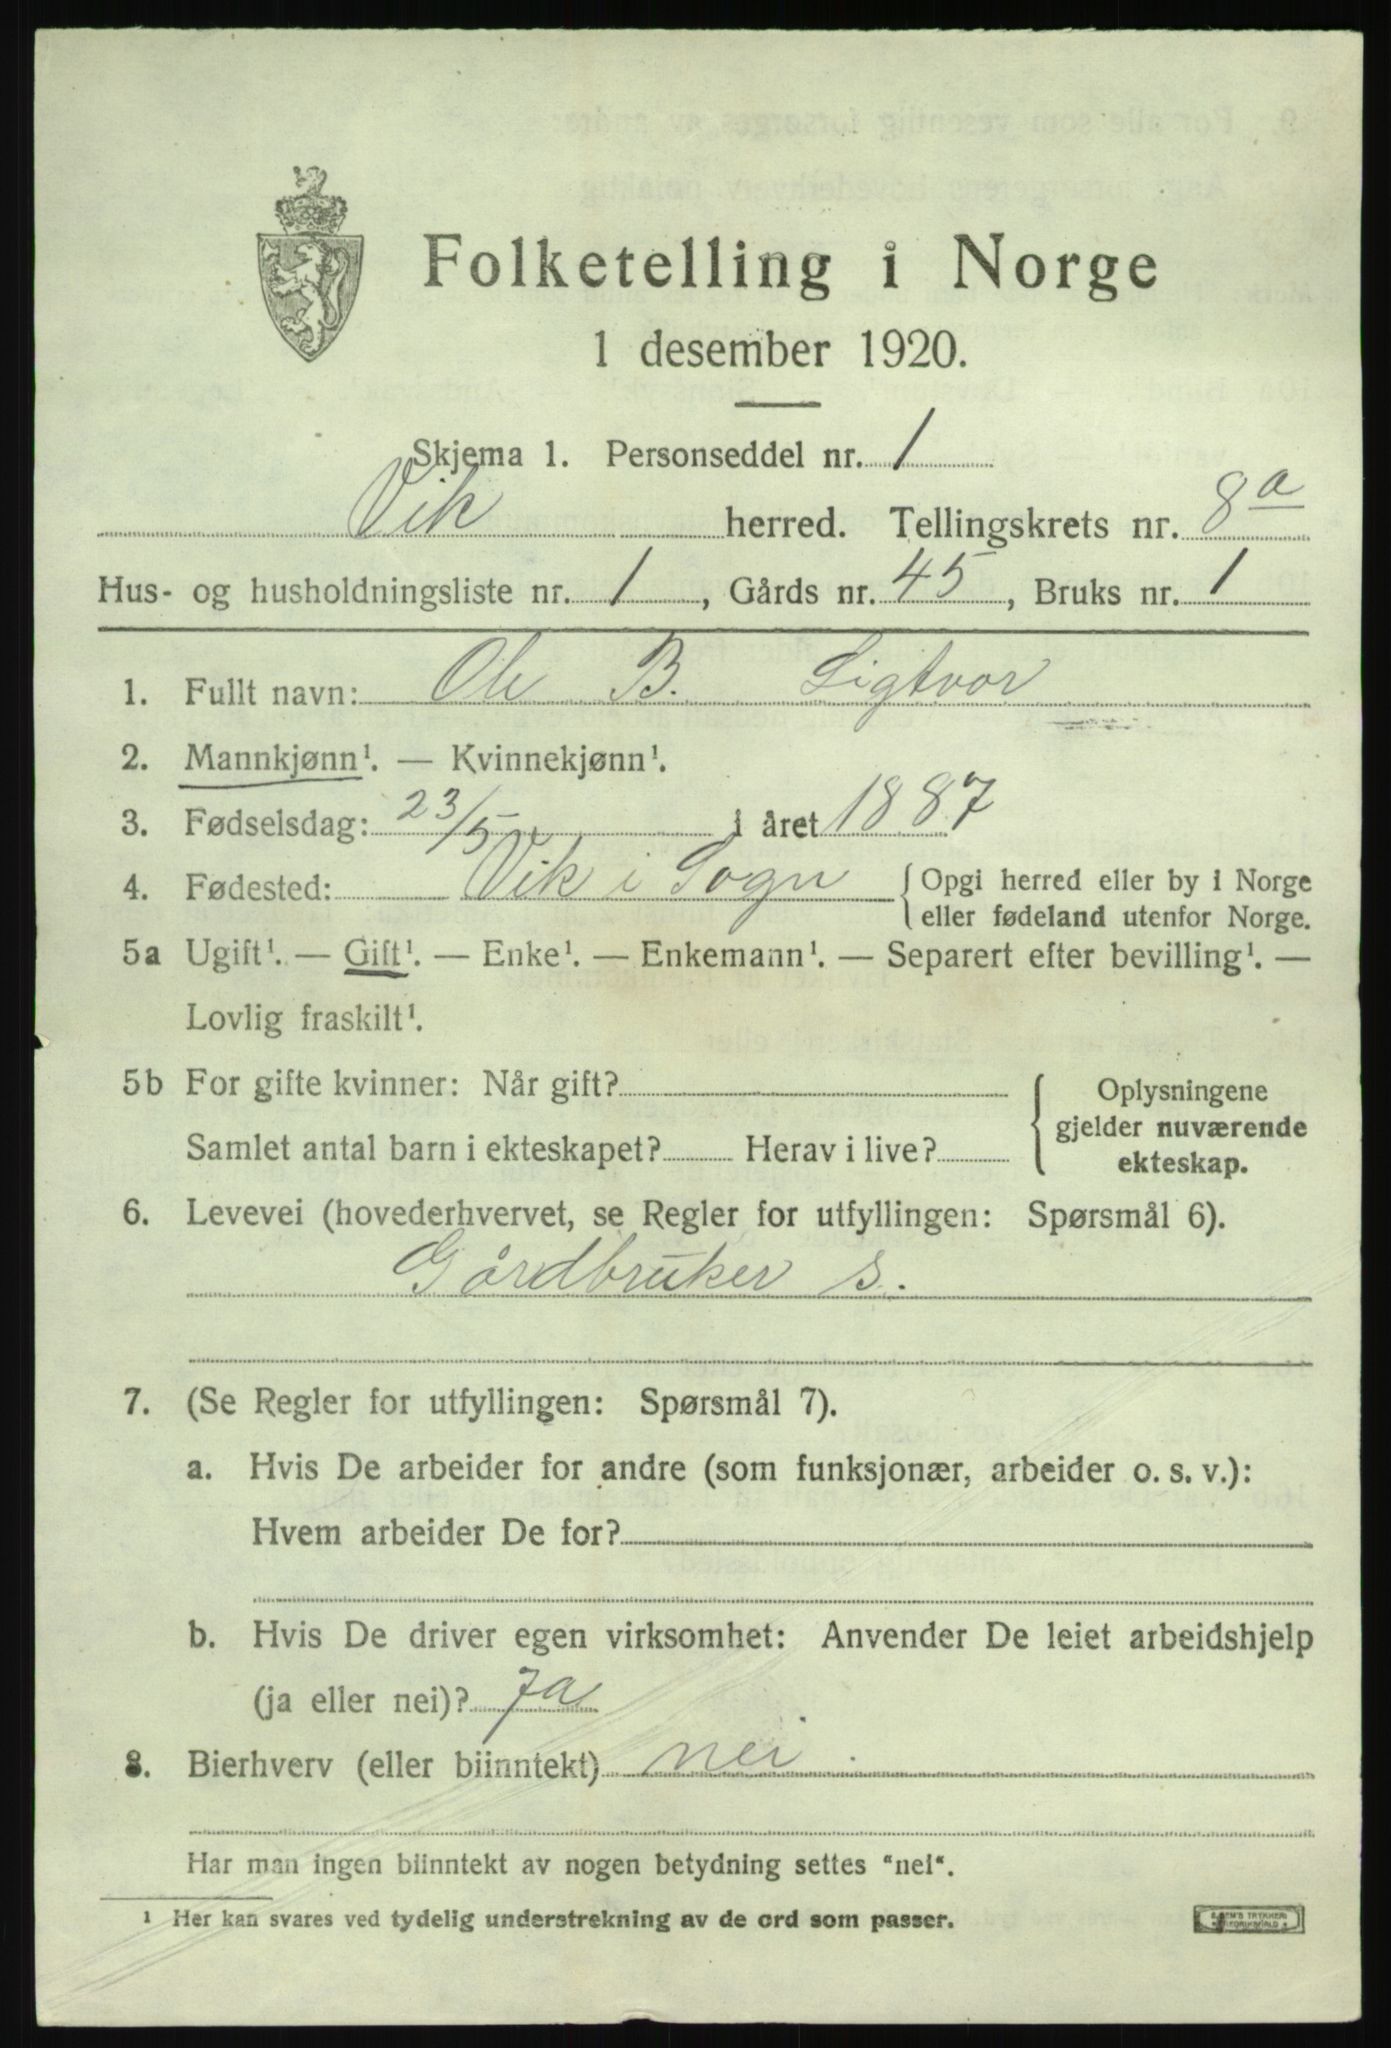 Folketelling i Norge
1 desember 1920.
Skjema 1. Personseddel nr. 1
Vik herred. Tellingskrets nr. 8a
Hus- og husholdningsliste nr. 1, Gårds nr. 45, Bruks nr. 1
1. Fullt navn: Ole B. Ligtvor
2. Mannkjønn¹. — Kvinnekjønn¹.
3. Fødselsdag: 23/5 i året 1887
4. Fødested: Vik i Sogn { Opgi herred eller by i Norge
eller fødeland utenfor Norge.
5a Ugift¹. — Gift¹. — Enke¹. — Enkemann¹. — Separert efter bevilling¹. —
Lovlig fraskilt¹.
5b For gifte kvinner: Når gift?
Samlet antal barn i ekteskapet? Herav i live?
{ Oplysningene
gjelder nuværende
ekteskap.
6. Levevei (hovederhvervet, se Regler for utfyllingen: Spørsmål 6).
Gårdbruker s.
7. (Se Regler for utfyllingen: Spørsmål 7).
a. Hvis De arbeider for andre (som funksjonær, arbeider o. s. v.):
Hvem arbeider De for?
b. Hvis De driver egen virksomhet: Anvender De leiet arbeidshjelp
(ja eller nei)? Ja
8. Bierhverv (eller biinntekt) nei.
Har man ingen biinntekt av nogen betydning settes "nei".
¹ Her kan svares ved tydelig understrekning av de ord som passer.